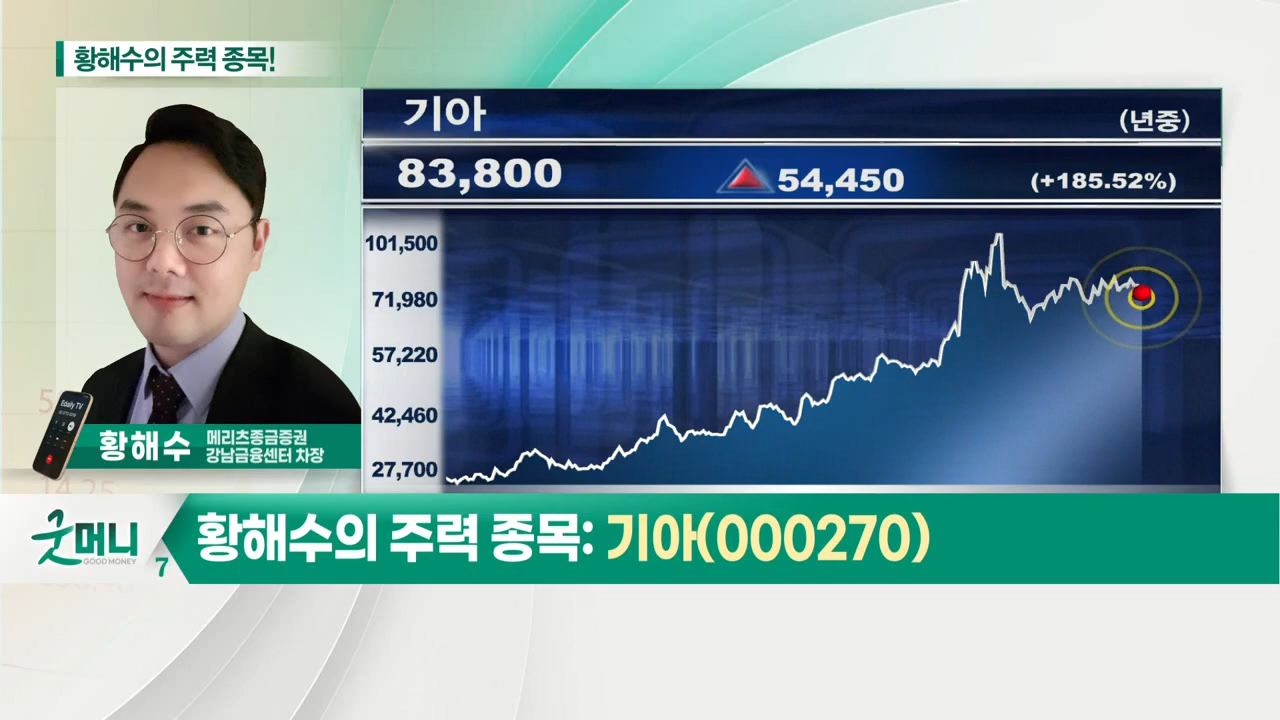 황해수의 주력 종목!
기아
(년중)
83,800
54,450
(+185.52%)
101,500
71,980
57,220
42,460
27,700
Edaily TV
황해수
메리츠종금증권
강남금융센터 차장
굿머니
GOOD MONEY
7
황해수의 주력 종목: 기아(000270)